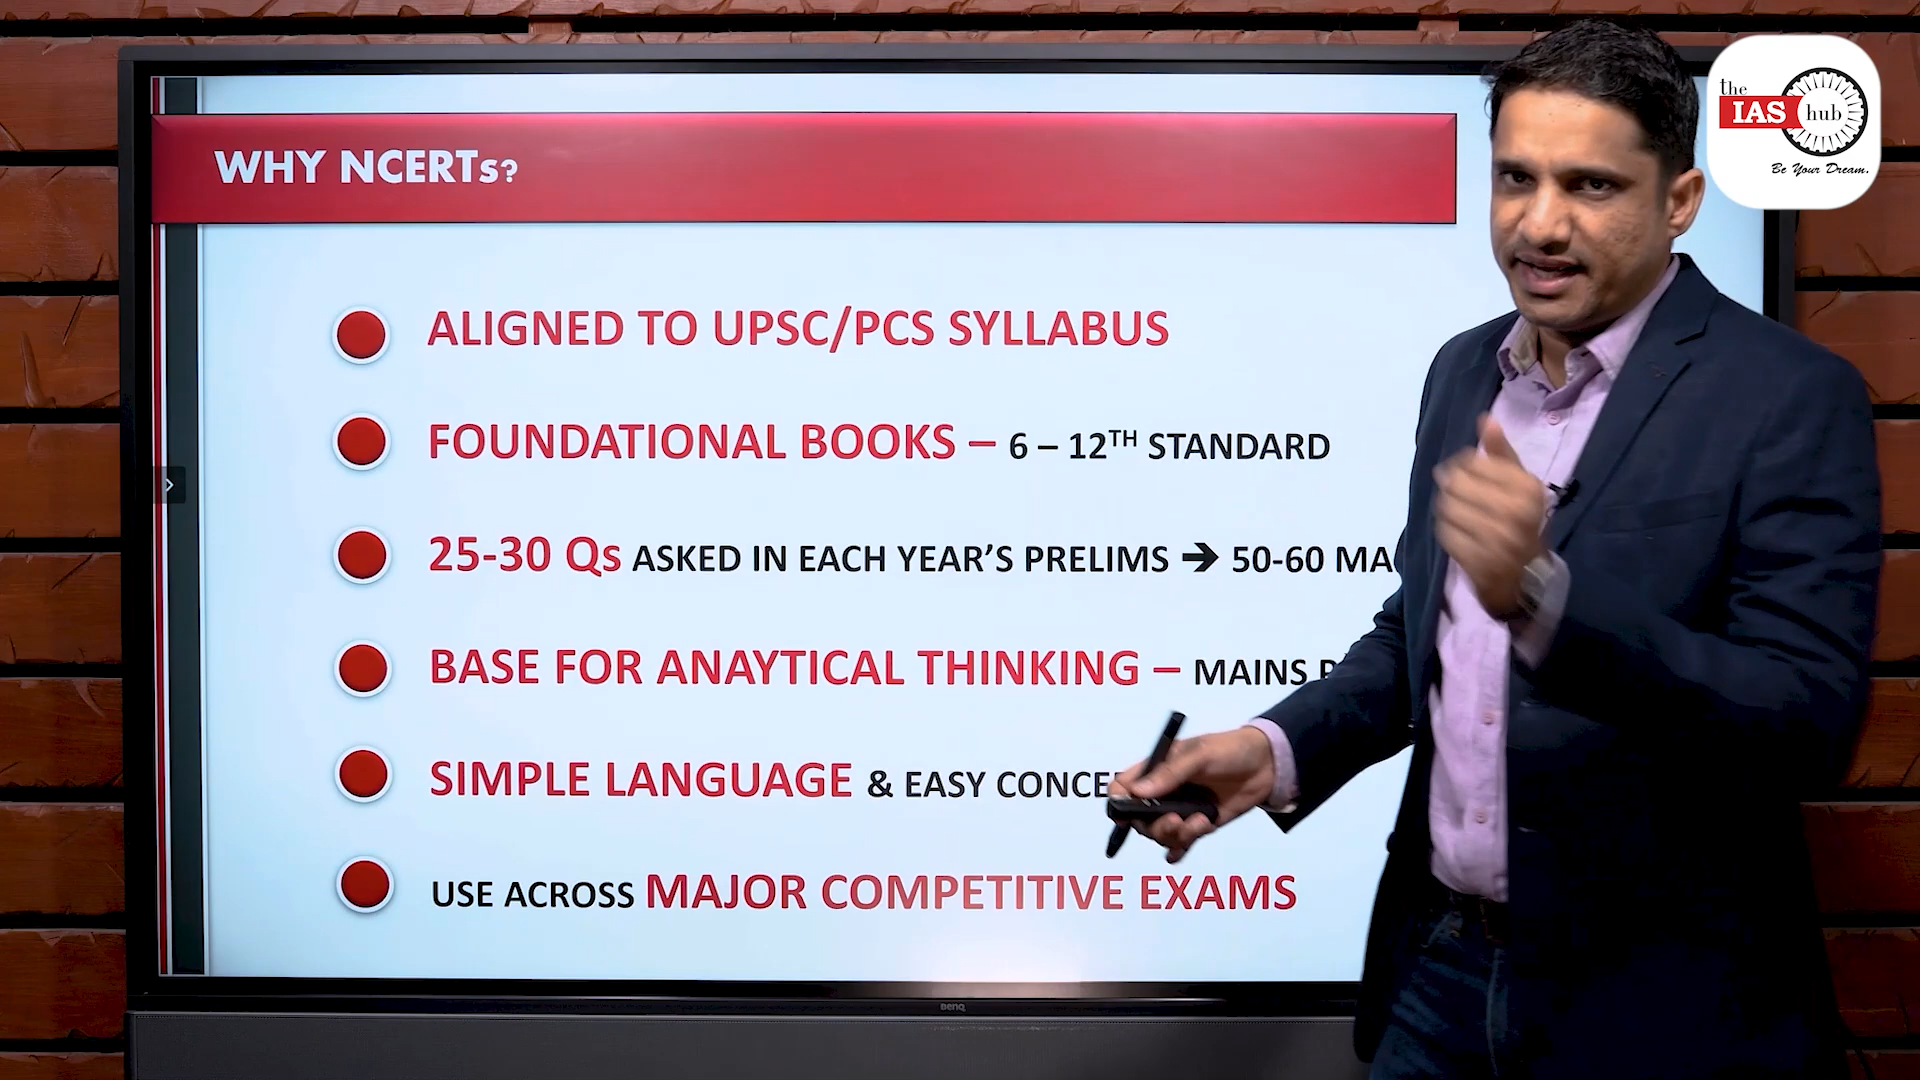 the
IAS hub
Be Your Dream.
WHY NCERTs?
ALIGNED TO UPSC/PCS SYLLABUS
FOUNDATIONAL BOOKS – 6 – 12TH STANDARD
25-30 Qs ASKED IN EACH YEAR’S PRELIMS ➔ 50-60
BASE FOR ANAYTICAL THINKING – MAINS
SIMPLE LANGUAGE & EASY
USE ACROSS MAJOR COMPETITIVE EXAMS
BenQ